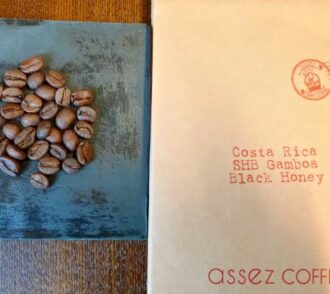 Costa Rica
SHB Gamboa
Black Honey
assez COFF